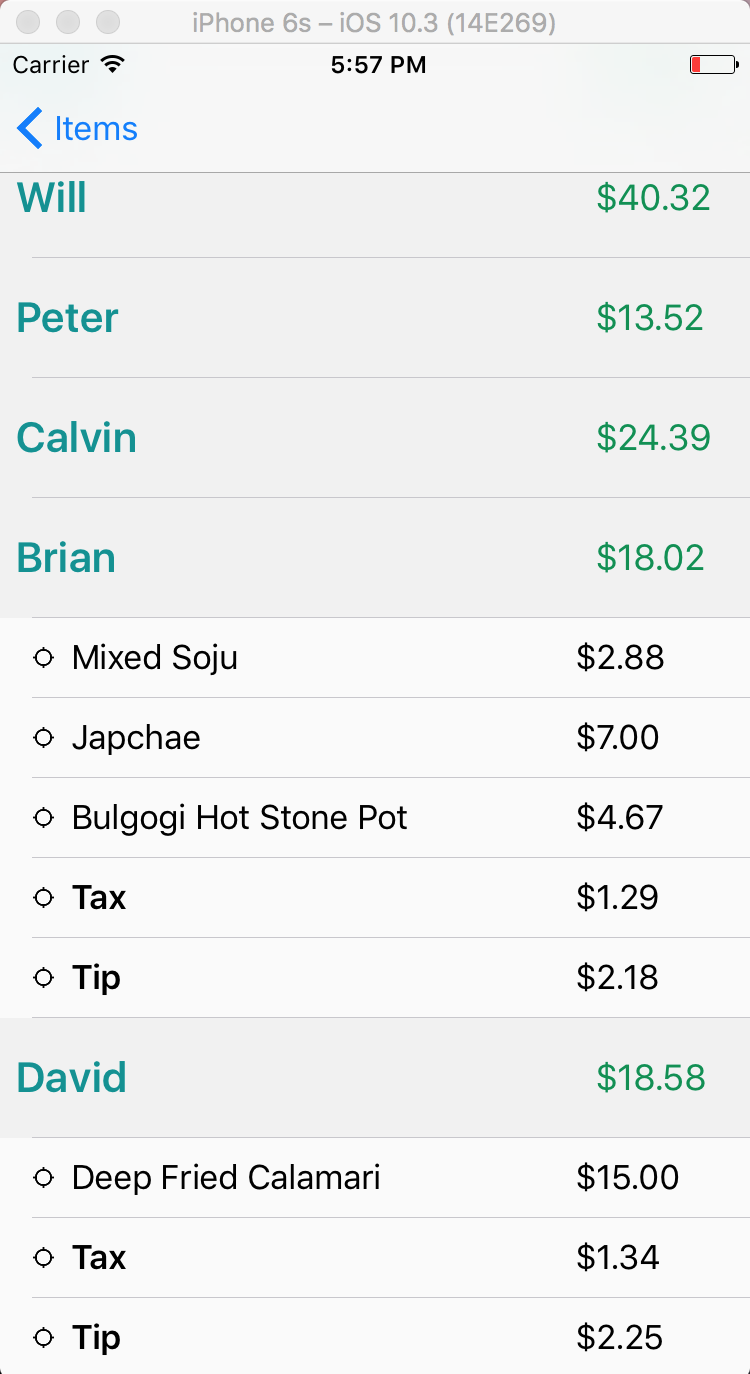 iPhone 6s – iOS 10.3 (14E269)
Carrier 5:57 PM
Items
Will $40.32
Peter $13.52
Calvin $24.39
Brian $18.02
Mixed Soju $2.88
Japchae $7.00
Bulgogi Hot Stone Pot $4.67
Tax $1.29
Tip $2.18
David $18.58
Deep Fried Calamari $15.00
Tax $1.34
Tip $2.25